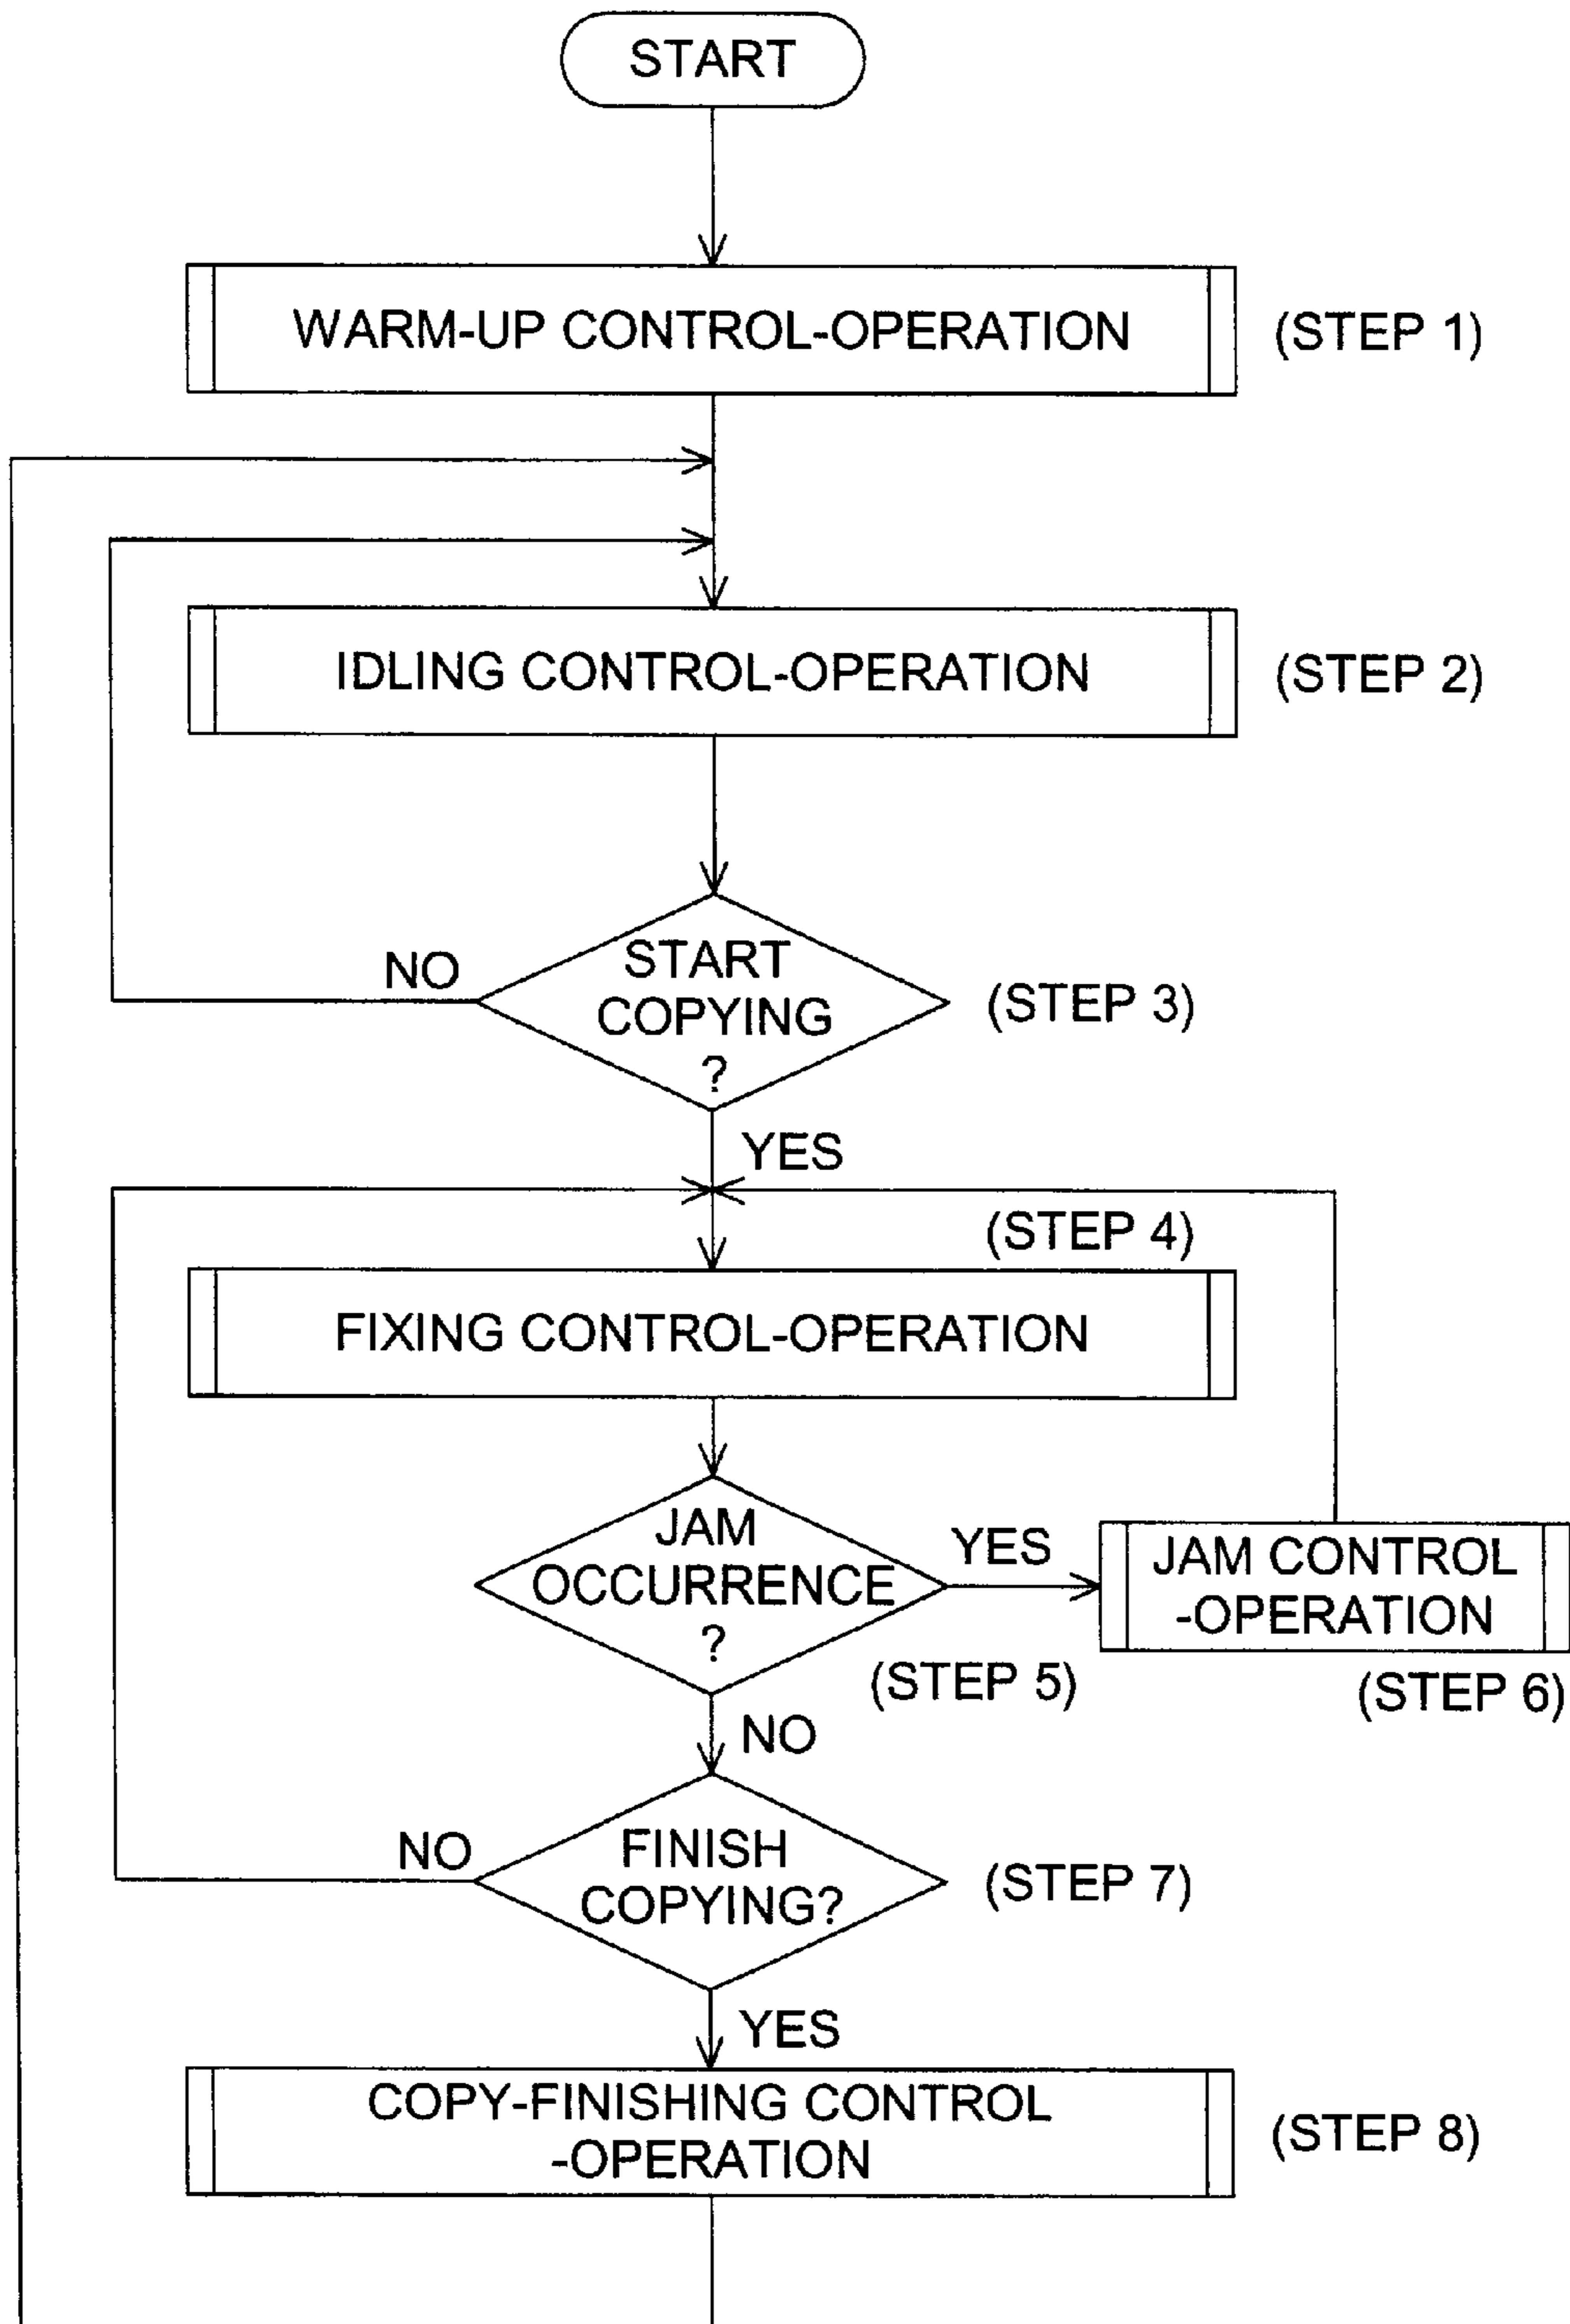 START
WARM-UP CONTROL-OPERATION
(STEP 1)
IDLING CONTROL-OPERATION
(STEP 2)
NO
START
COPYING
?
(STEP 3)
YES
(STEP 4)
FIXING CONTROL-OPERATION
JAM
OCCURRENCE
?
YES
JAM CONTROL
-OPERATION
(STEP 5)
(STEP 6)
NO
NO
FINISH
COPYING?
(STEP 7)
YES
COPY-FINISHING CONTROL
-OPERATION
(STEP 8)